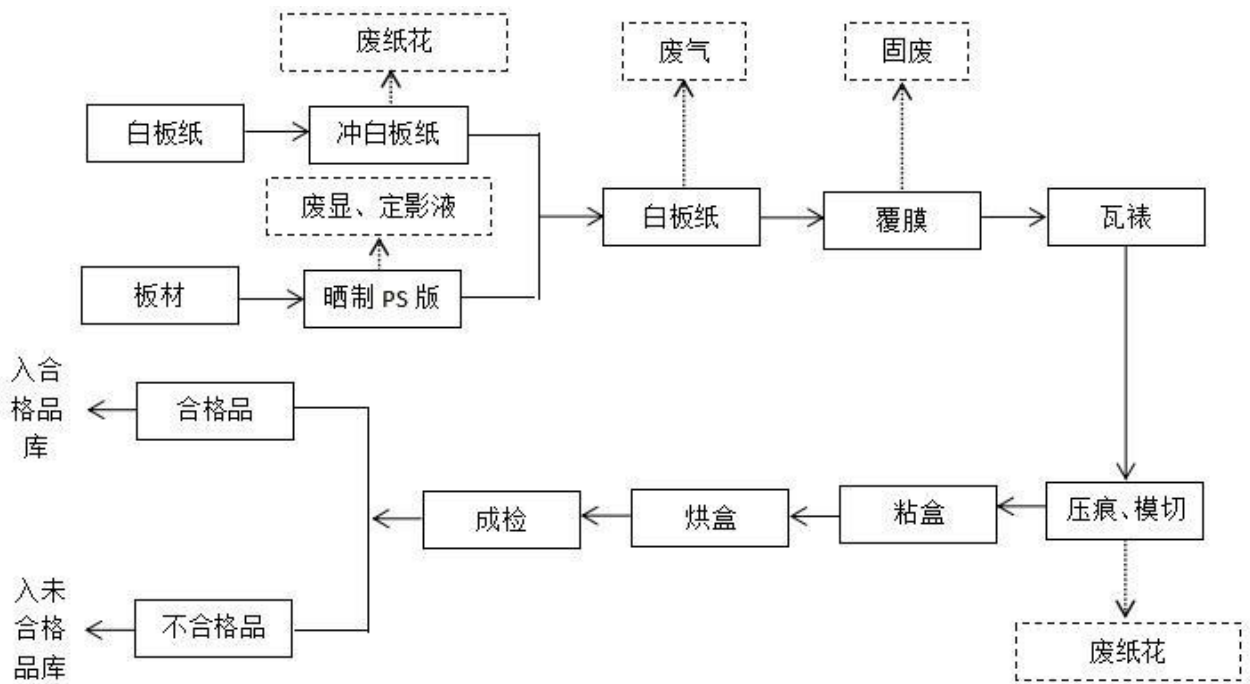 废纸花
废气
固废
白板纸
冲白板纸
废显、定影液
白板纸
覆膜
瓦裱
板材
晒制 PS 版
入合
格品
库
合格品
成检
烘盒
粘盒
压痕、模切
入未
合格
品库
不合格品
废纸花